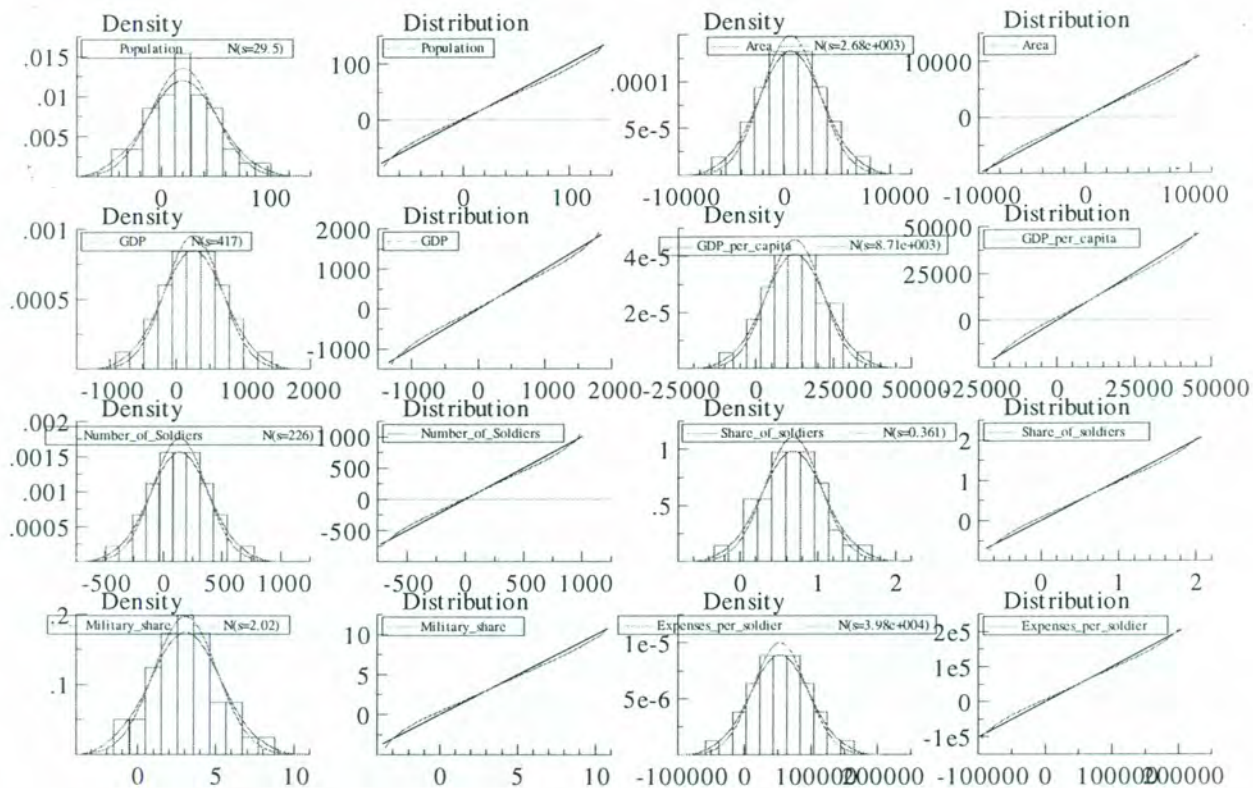 Density Distribution Density Distribution
.015 Population N(s=29.5) 100 Population Area N(s=2.68e+003) 10000 Area
.01 .0001
.005 0 5e-5 0
0 100 0 100 -10000 0 10000 -10000 0 10000
Density Distribution Density Distribution
.001 GDP N(s=417) 2000 GDP GDP_per_capita N(s=8.71e+003) 50000 GDP_per_capita
1000 4e-5
.0005 25000
0 2e-5
-1000 0
-1000 0 1000 2000 -1000 0 1000 2000 -25000 0 25000 50000 -25000 0 25000 50000
Density Distribution Density Distribution
.002 Number_of_Soldiers N(s=226) 1000 Number_of_Soldiers Share_of_soldiers N(s=0.361) 2 Share_of_soldiers
.0015 500 1
.001 0 1
.0005 -500 .5 0
-500 0 500 1000 -500 0 500 1000 0 1 2 0 1 2
Density Distribution Density Distribution
.2 Military_share N(s=2.02) 10 Military_share Expenses_per_soldier N(s=3.98e+004) 2e5 Expenses_per_soldier
5 1e-5 1e5
.1 0 5e-6 0
-1e5
0 5 10 0 5 10 -100000 0 100000 200000 -100000 0 100000 200000